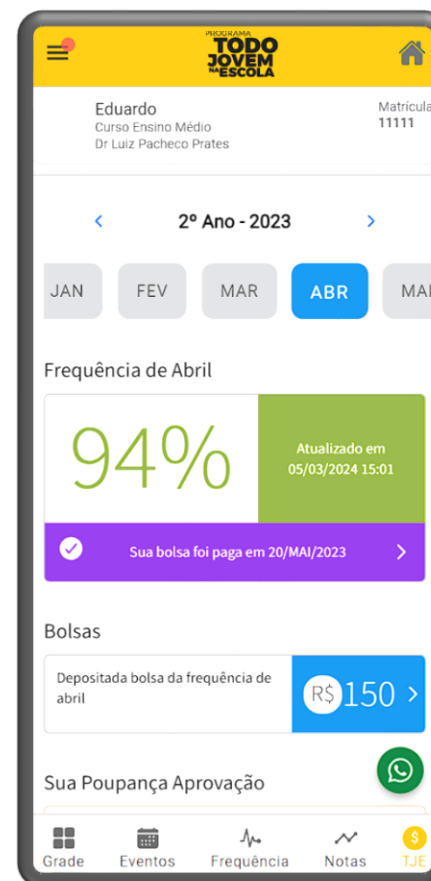 PROGRAMA
TODO
JOVEM
NA ESCOLA
Eduardo
Curso Ensino Médio
Dr Luiz Pacheco Prates
Matrícula
11111
2º Ano - 2023
JAN FEV MAR ABR MAI
Frequência de Abril
94%
Atualizado em
05/03/2024 15:01
Sua bolsa foi paga em 20/MAI/2023
Bolsas
Depositada bolsa da frequência de
abril
R$ 150
Sua Poupança Aprovação
Grade Eventos Frequência Notas TJE